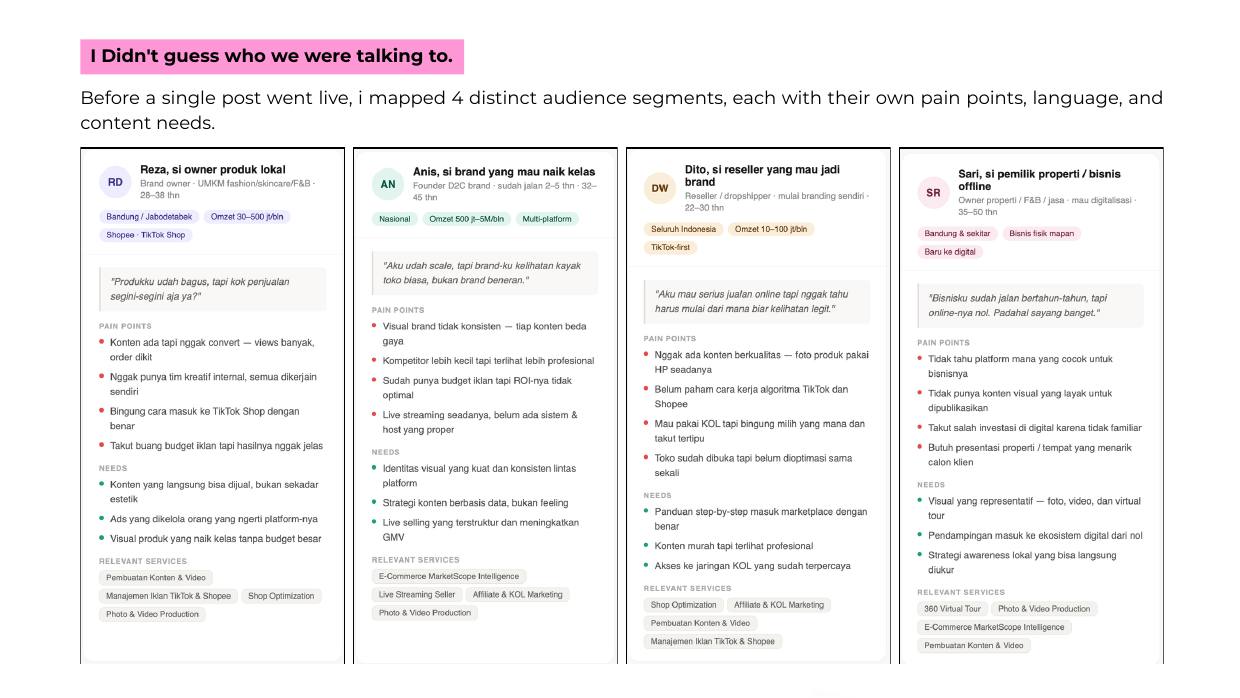 I Didn't guess who we were talking to.
Before a single post went live, i mapped 4 distinct audience segments, each with their own pain points, language, and
content needs.
RD
Reza, si owner produk lokal
Brand owner · UMKM fashion/skincare/F&B ·
28–38 thn
Bandung / Jabodetabek
Omzet 30–500 jt/bln
Shopee · TikTok Shop
"Produkku udah bagus, tapi kok penjualan
segini-segini aja ya?"
PAIN POINTS
Konten ada tapi nggak convert — views banyak,
order dikit
Nggak punya tim kreatif internal, semua dikerjain
sendiri
Bingung cara masuk ke TikTok Shop dengan
benar
Takut buang budget iklan tapi hasilnya nggak jelas
NEEDS
Konten yang langsung bisa dijual, bukan sekadar
estetik
Ads yang dikelola orang yang ngerti platform-nya
Visual produk yang naik kelas tanpa budget besar
RELEVANT SERVICES
Pembuatan Konten & Video
Manajemen Iklan TikTok & Shopee
Shop Optimization
Photo & Video Production
AN
Anis, si brand yang mau naik kelas
Founder D2C brand · sudah jalan 2–5 thn · 32–
45 thn
Nasional
Omzet 500 jt–5M/bln
Multi-platform
"Aku udah scale, tapi brand-ku kelihatan kayak
toko biasa, bukan brand beneran."
PAIN POINTS
Visual brand tidak konsisten — tiap konten beda
gaya
Kompetitor lebih kecil tapi terlihat lebih profesional
Sudah punya budget iklan tapi ROI-nya tidak
optimal
Live streaming seadanya, belum ada sistem &
host yang proper
NEEDS
Identitas visual yang kuat dan konsisten lintas
platform
Strategi konten berbasis data, bukan feeling
Live selling yang terstruktur dan meningkatkan
GMV
RELEVANT SERVICES
E-Commerce MarketScope Intelligence
Live Streaming Seller
Affiliate & KOL Marketing
Photo & Video Production
DW
Dito, si reseller yang mau jadi
brand
Reseller / dropshipper · mulai branding sendiri ·
22–30 thn
Seluruh Indonesia
Omzet 10–100 jt/bln
TikTok-first
"Aku mau serius jualan online tapi nggak tahu
harus mulai dari mana biar kelihatan legit."
PAIN POINTS
Nggak ada konten berkualitas — foto produk pakai
HP seadanya
Belum paham cara kerja algoritma TikTok dan
Shopee
Mau pakai KOL tapi bingung milih yang mana dan
takut tertipu
Toko sudah dibuka tapi belum dioptimasi sama
sekali
NEEDS
Panduan step-by-step masuk marketplace dengan
benar
Konten murah tapi terlihat profesional
Akses ke jaringan KOL yang sudah terpercaya
RELEVANT SERVICES
Shop Optimization
Affiliate & KOL Marketing
Pembuatan Konten & Video
Manajemen Iklan TikTok & Shopee
SR
Sari, si pemilik properti / bisnis
offline
Owner properti / F&B / jasa · mau digitalisasi ·
35–50 thn
Bandung & sekitar
Bisnis fisik mapan
Baru ke digital
"Bisnisku sudah jalan bertahun-tahun, tapi
online-nya nol. Padahal sayang banget."
PAIN POINTS
Tidak tahu platform mana yang cocok untuk
bisnisnya
Tidak punya konten visual yang layak untuk
dipublikasikan
Takut salah investasi di digital karena tidak familiar
Butuh presentasi properti / tempat yang menarik
calon klien
NEEDS
Visual yang representatif — foto, video, dan virtual
tour
Pendampingan masuk ke ekosistem digital dari nol
Strategi awareness lokal yang bisa langsung
diukur
RELEVANT SERVICES
360 Virtual Tour
Photo & Video Production
E-Commerce MarketScope Intelligence
Pembuatan Konten & Video